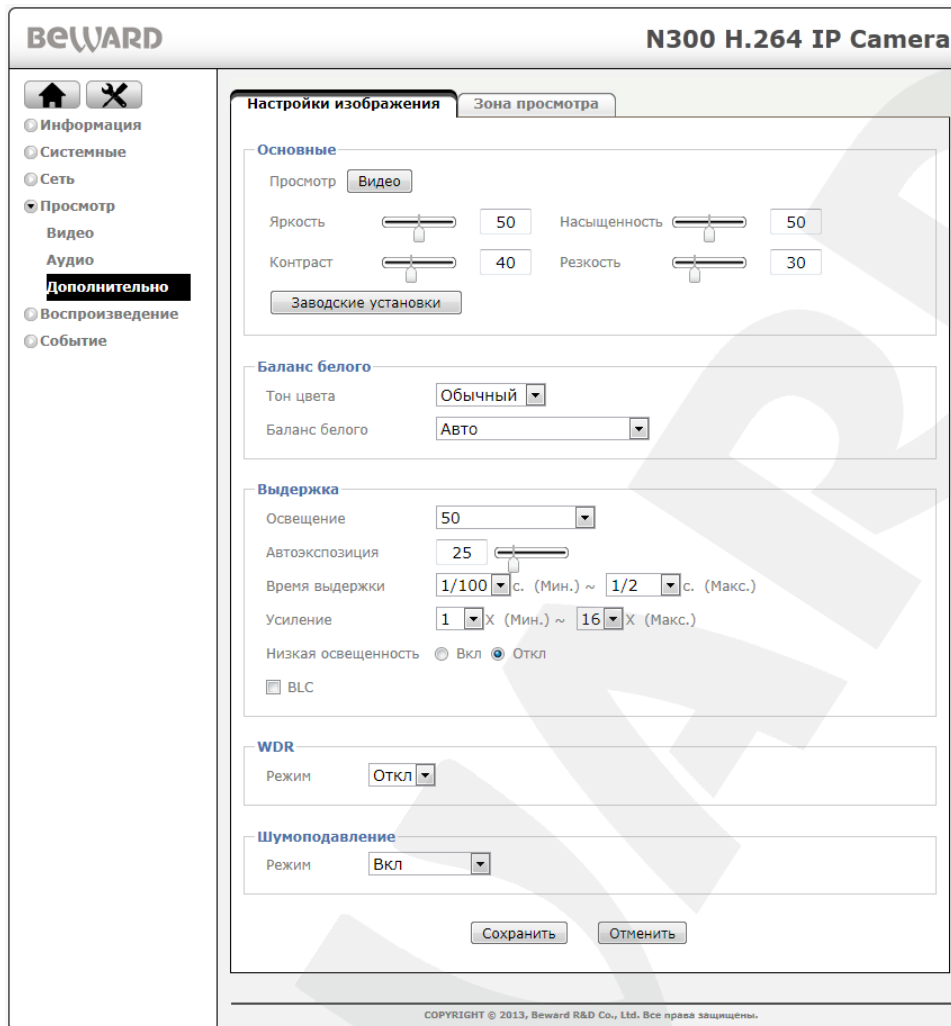 BEWARD
N300 H.264 IP Camera
Информация
Системные
Сеть
Просмотр
Видео
Аудио
Дополнительно
Воспроизведение
Событие
Настройки изображения Зона просмотра
Основные
Просмотр Видео
Яркость 50 Насыщенность 50
Контраст 40 Резкость 30
Заводские установки
Баланс белого
Тон цвета Обычный
Баланс белого Авто
Выдержка
Освещение 50
Автоэкспозиция 25
Время выдержки 1/100 с. (Мин.) ~ 1/2 с. (Макс.)
Усиление 1 X (Мин.) ~ 16 X (Макс.)
Низкая освещенность Вкл Откл
BLC
WDR
Режим Откл
Шумоподавление
Режим Вкл
Сохранить Отменить
COPYRIGHT © 2013, Beward R&D Co., Ltd. Все права защищены.